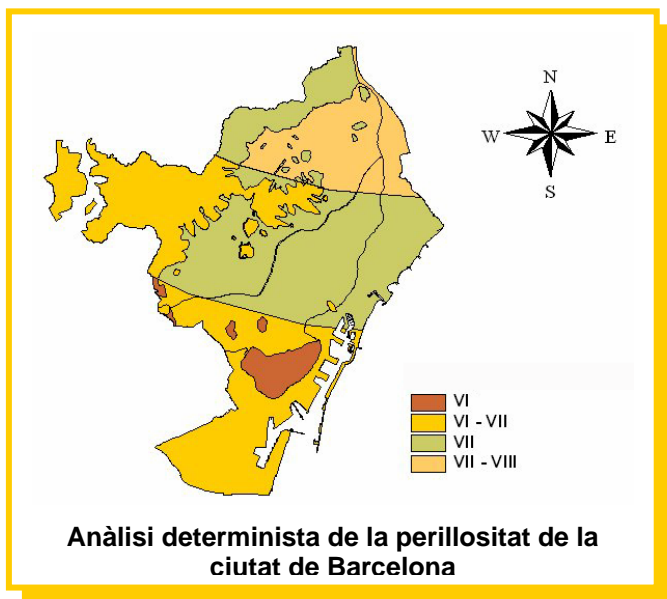 N
W E
S
VI
VI - VII
VII
VII - VIII
Anàlisi determinista de la perillositat de la
ciutat de Barcelona